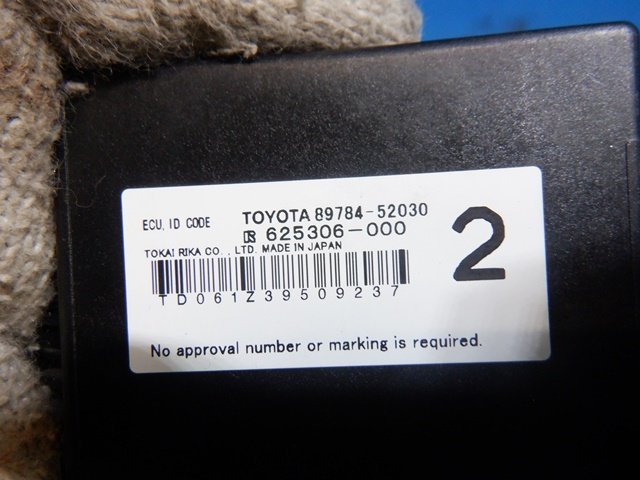 ECU, ID CODE TOYOTA 89784-52030
R 625306-000
TOKAI RIKA CO., LTD. MADE IN JAPAN
2
TD061Z39509237
No approval number or marking is required.